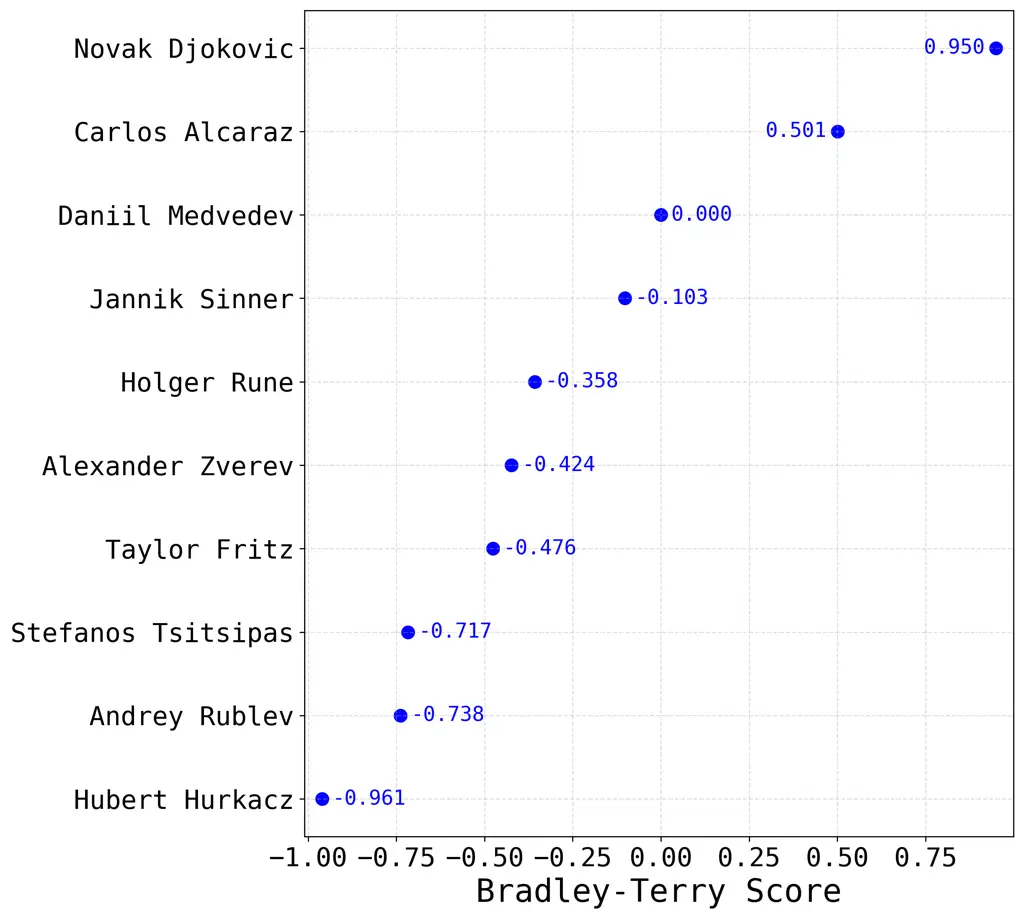 Novak Djokovic 0.950
Carlos Alcaraz 0.501
Daniil Medvedev 0.000
Jannik Sinner -0.103
Holger Rune -0.358
Alexander Zverev -0.424
Taylor Fritz -0.476
Stefanos Tsitsipas -0.717
Andrey Rublev -0.738
Hubert Hurkacz -0.961
−1.00 −0.75 −0.50 −0.25 0.00 0.25 0.50 0.75
Bradley-Terry Score